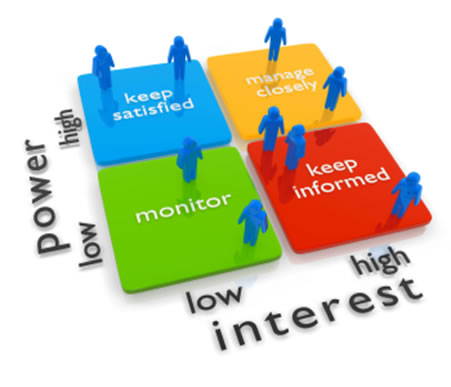 keep
satisfied
manage
closely
monitor
keep
informed
power
high
low
low
high
interest